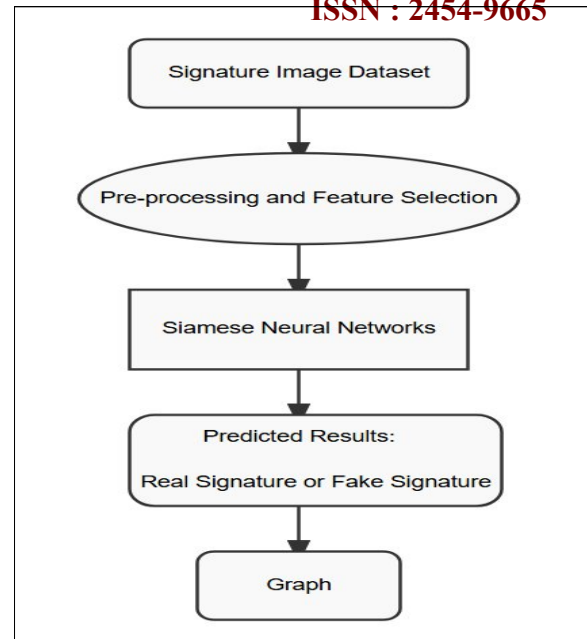 ISSN : 2454-9665
Signature Image Dataset
Pre-processing and Feature Selection
Siamese Neural Networks
Predicted Results:
Real Signature or Fake Signature
Graph